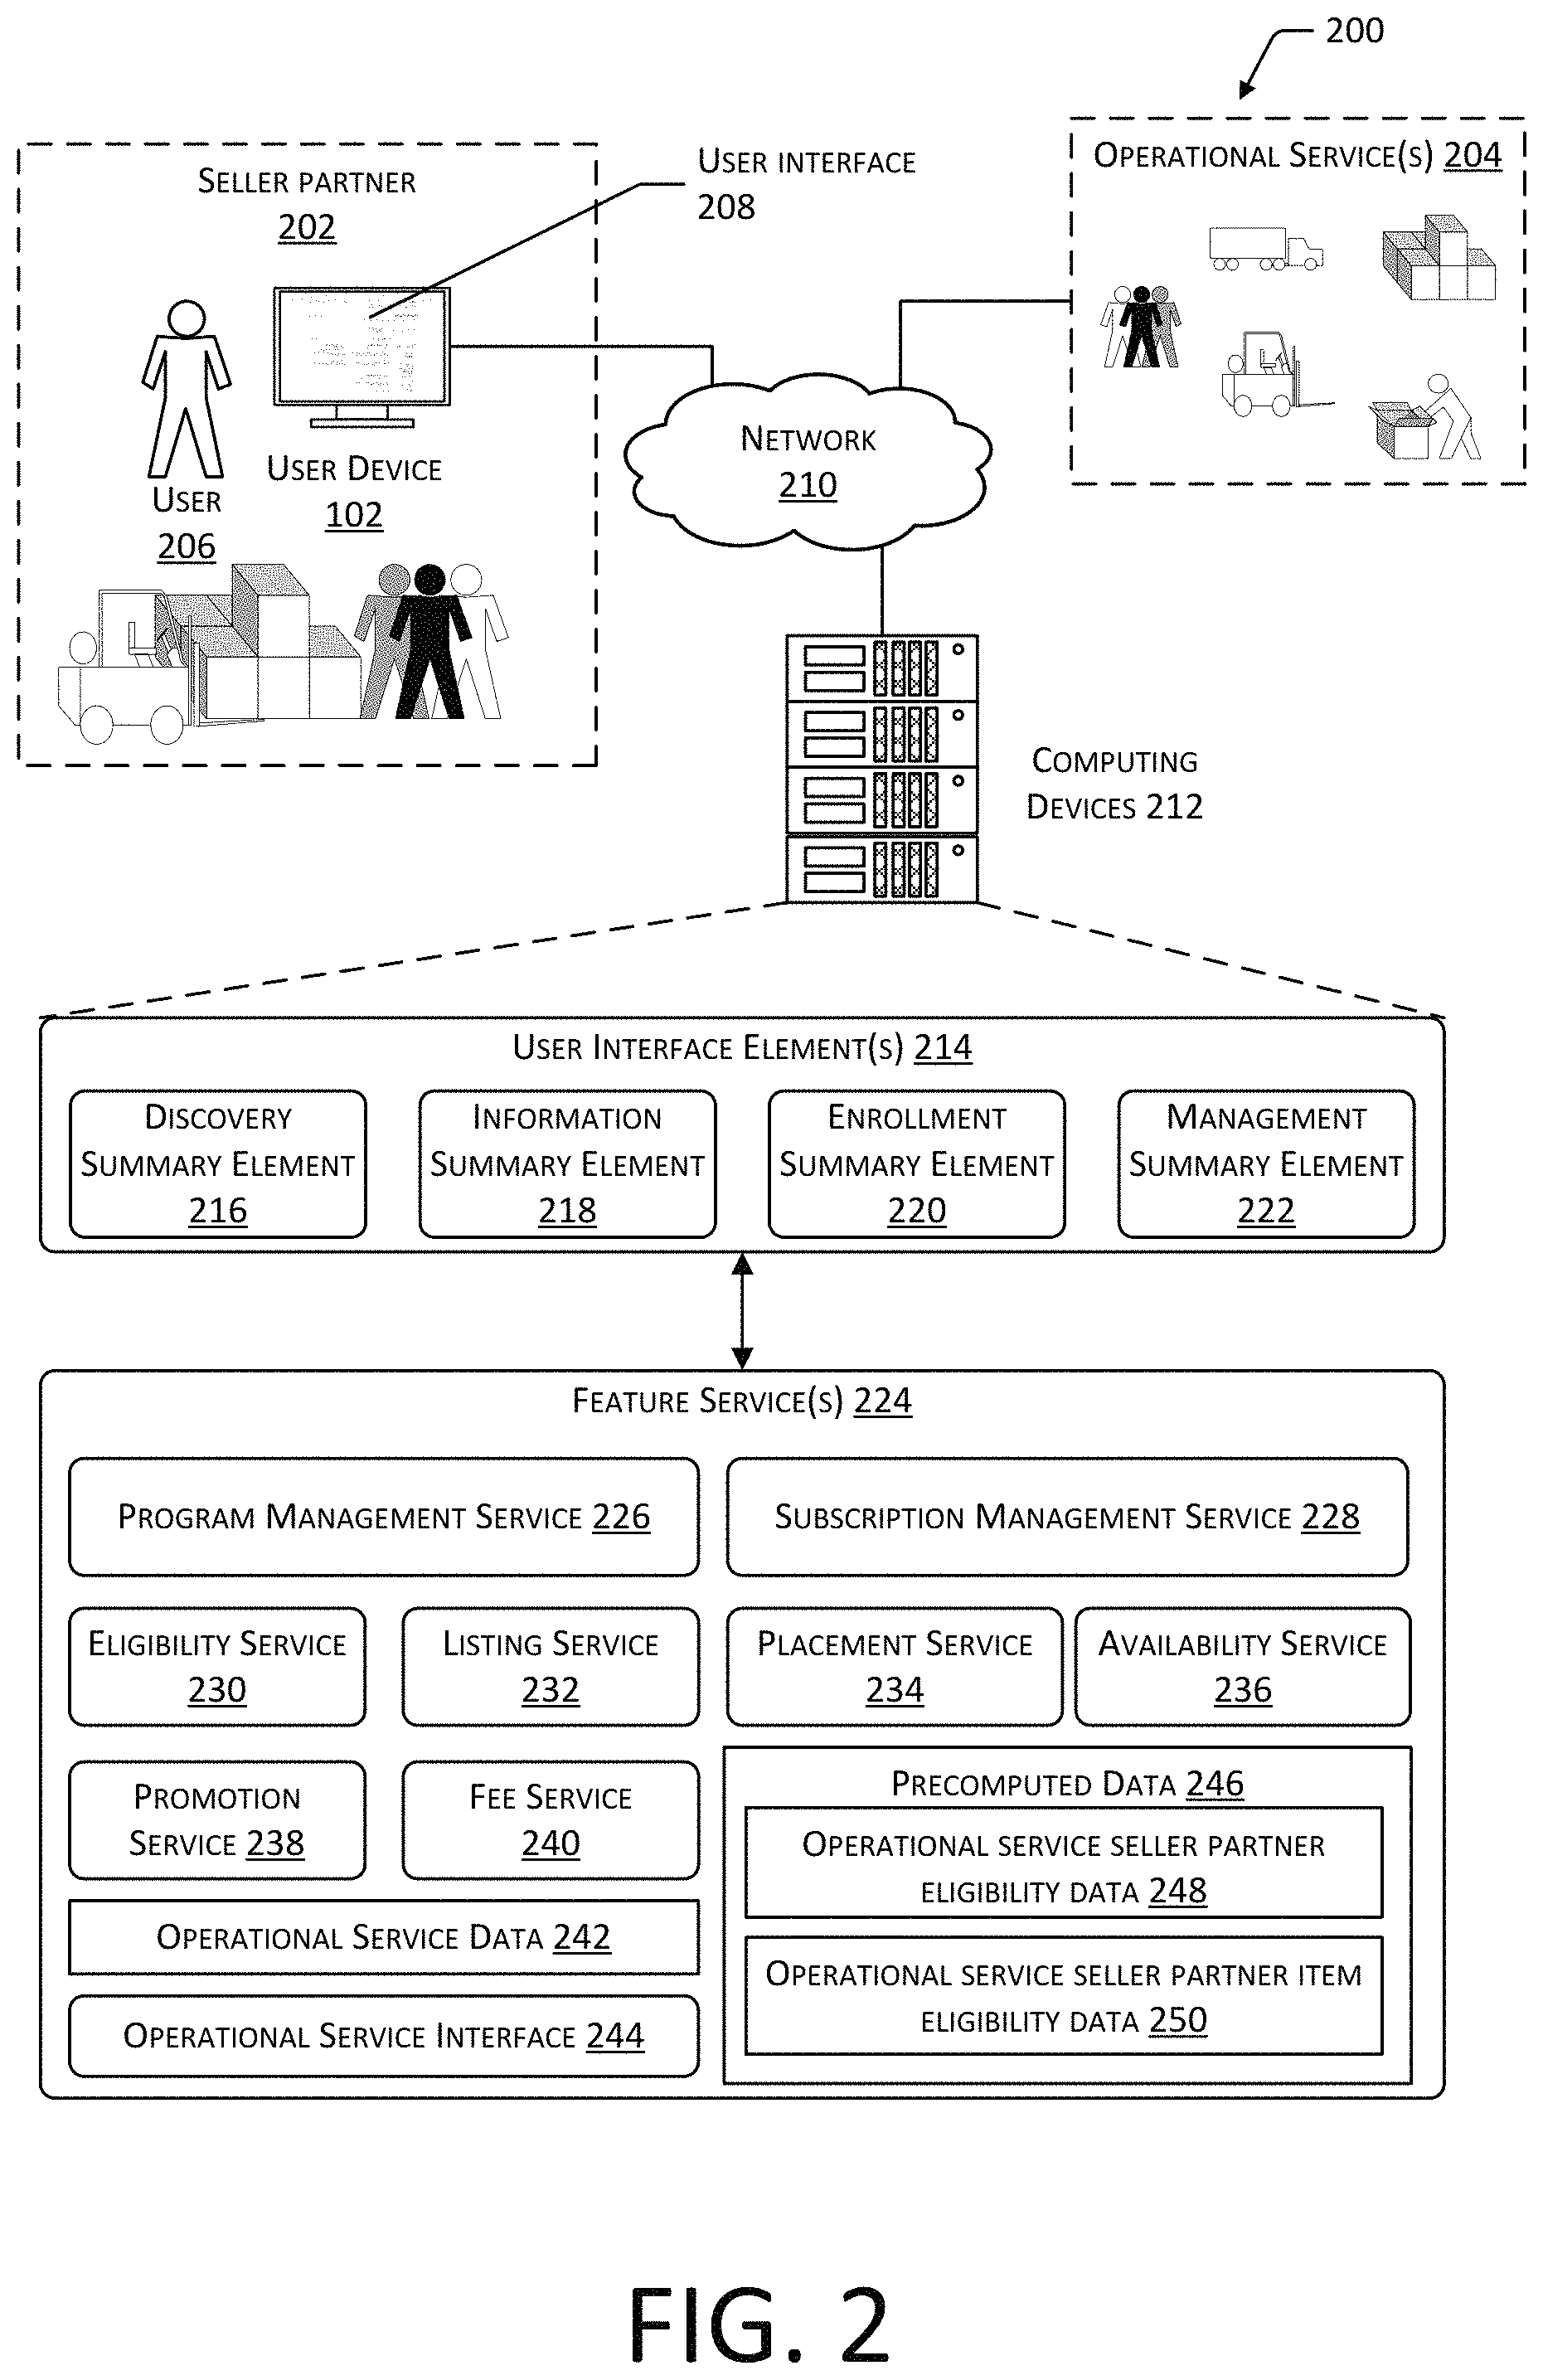 200
OPERATIONAL SERVICE(S) 204
SELLER PARTNER
202
USER INTERFACE
208
USER DEVICE
102
USER
206
NETWORK
210
COMPUTING
DEVICES 212
USER INTERFACE ELEMENT(S) 214
DISCOVERY
SUMMARY ELEMENT
216
INFORMATION
SUMMARY ELEMENT
218
ENROLLMENT
SUMMARY ELEMENT
220
MANAGEMENT
SUMMARY ELEMENT
222
FEATURE SERVICE(S) 224
PROGRAM MANAGEMENT SERVICE 226
SUBSCRIPTION MANAGEMENT SERVICE 228
ELIGIBILITY SERVICE
230
LISTING SERVICE
232
PLACEMENT SERVICE
234
AVAILABILITY SERVICE
236
PROMOTION
SERVICE 238
FEE SERVICE
240
OPERATIONAL SERVICE DATA 242
OPERATIONAL SERVICE INTERFACE 244
PRECOMPUTED DATA 246
OPERATIONAL SERVICE SELLER PARTNER
ELIGIBILITY DATA 248
OPERATIONAL SERVICE SELLER PARTNER ITEM
ELIGIBILITY DATA 250
FIG. 2